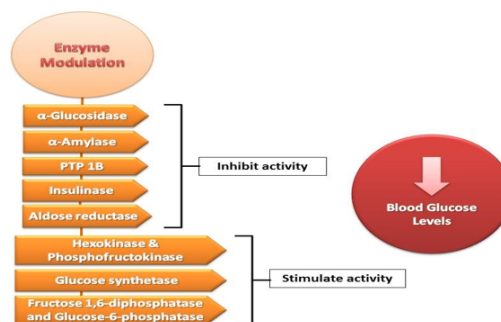 Enzyme
Modulation
α-Glucosidase
α-Amylase
PTP 1B
Insulinase
Aldose reductase
Inhibit activity
Hexokinase &
Phosphofructokinase
Glucose synthetase
Fructose 1,6-diphosphatase
and Glucose-6-phosphatase
Stimulate activity
Blood Glucose
Levels